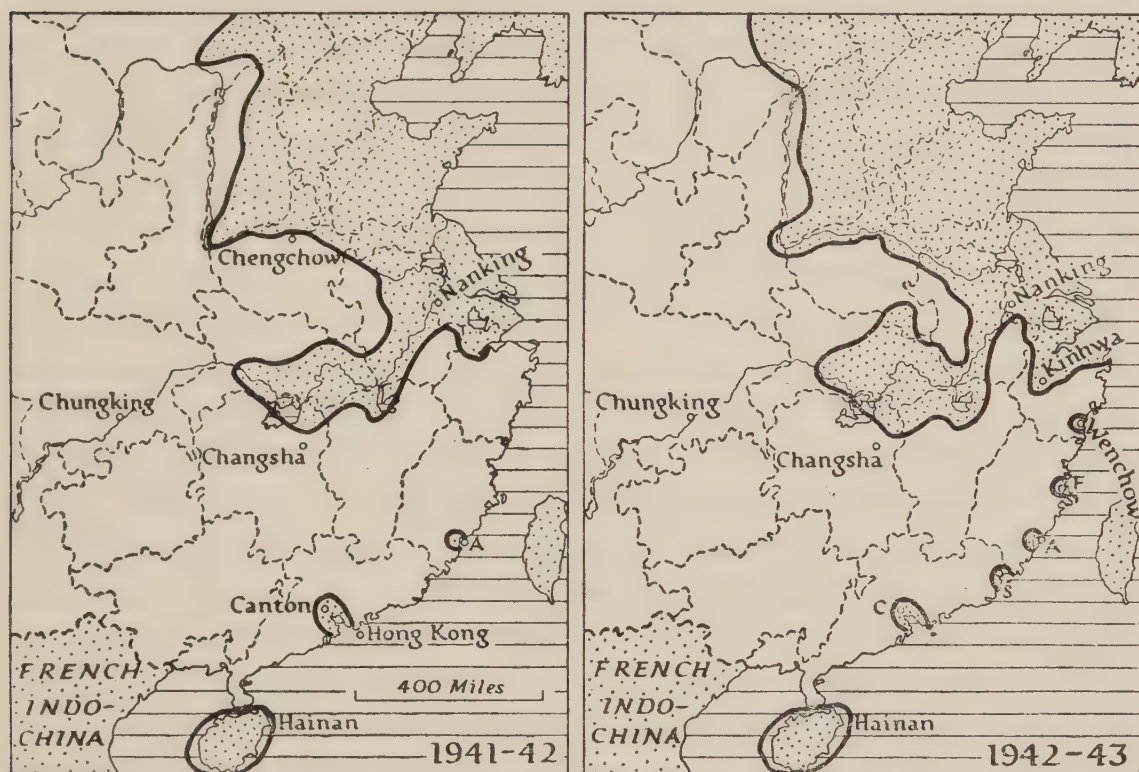 Chengchow
Nanking
Chungking
Changsha
A
Canton
Hong Kong
FRENCH
INDO-
CHINA
400 Miles
Hainan
1941-42
Nanking
Kinhwa
Chungking
Wenchow
Changsha
F
A
S
C
FRENCH
INDO-
CHINA
Hainan
1942-43